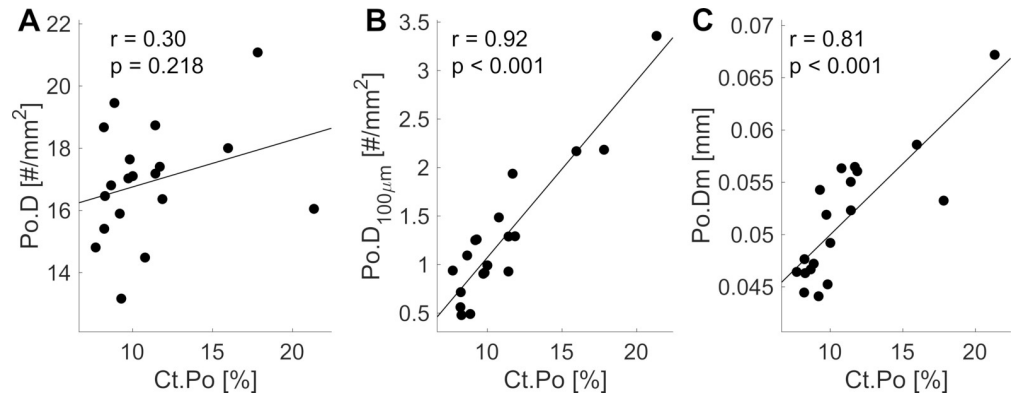 A
r = 0.30
p = 0.218
22
20
18
16
14
Po.D [#/mm²]
10
15
20
Ct.Po [%]
B
r = 0.92
p < 0.001
3.5
3
2.5
2
1.5
1
0.5
Po.D100µm [#/mm²]
10
15
20
Ct.Po [%]
C
r = 0.81
p < 0.001
0.07
0.065
0.06
0.055
0.05
0.045
Po.Dm [mm]
10
15
20
Ct.Po [%]